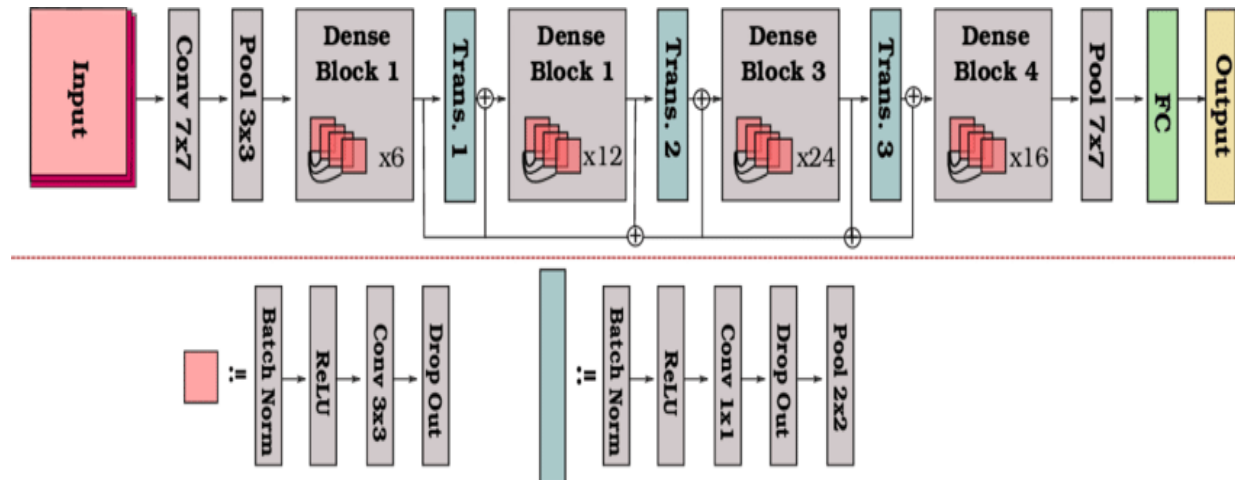 Input
Conv 7x7
Pool 3x3
Dense
Block 1
x6
Trans. 1
Dense
Block 1
x12
Trans. 2
Dense
Block 3
x24
Trans. 3
Dense
Block 4
x16
Pool 7x7
FC
Output
:=
Batch Norm
ReLU
Conv 3x3
Drop Out
:=
Batch Norm
ReLU
Conv 1x1
Drop Out
Pool 2x2